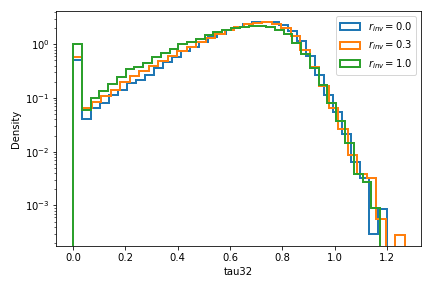 r_inv = 0.0
r_inv = 0.3
r_inv = 1.0
Density
10^0
10^−1
10^−2
10^−3
0.0 0.2 0.4 0.6 0.8 1.0 1.2
tau32